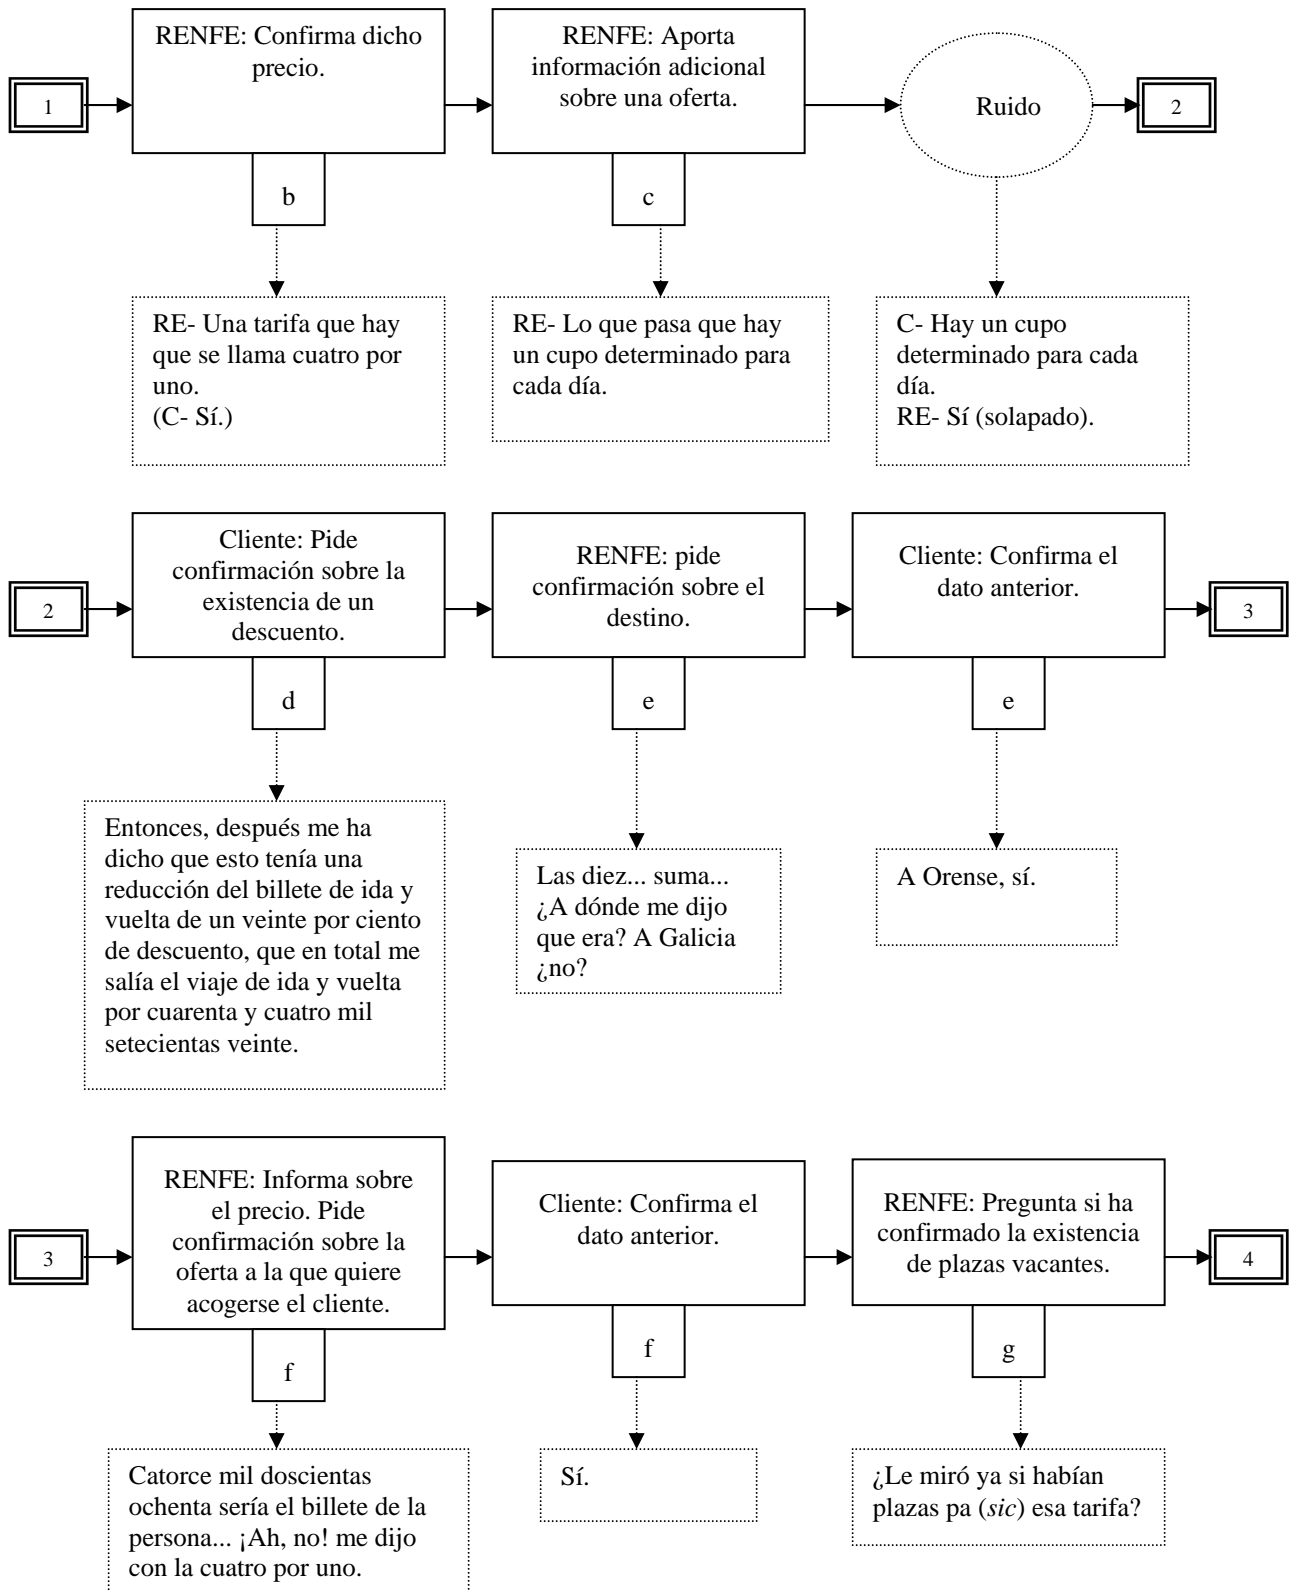 RENFE: Confirma dicho
precio.
RENFE: Aporta
información adicional
sobre una oferta.
Ruido
1
2
b
c
RE- Una tarifa que hay
que se llama cuatro por
uno.
(C- Sí.)
RE- Lo que pasa que hay
un cupo determinado para
cada día.
C- Hay un cupo
determinado para cada
día.
RE- Sí (solapado).
Cliente: Pide
confirmación sobre la
existencia de un
descuento.
RENFE: pide
confirmación sobre el
destino.
Cliente: Confirma el
dato anterior.
2
3
d
e
e
Entonces, después me ha
dicho que esto tenía una
reducción del billete de ida y
vuelta de un veinte por ciento
de descuento, que en total me
salía el viaje de ida y vuelta
por cuarenta y cuatro mil
setecientas veinte.
Las diez... suma...
¿A dónde me dijo
que era? A Galicia
¿no?
A Orense, sí.
RENFE: Informa sobre
el precio. Pide
confirmación sobre la
oferta a la que quiere
acogerse el cliente.
Cliente: Confirma el
dato anterior.
RENFE: Pregunta si ha
confirmado la existencia
de plazas vacantes.
3
4
f
f
g
Catorce mil doscientas
ochenta sería el billete de la
persona... ¡Ah, no! me dijo
con la cuatro por uno.
Sí.
¿Le miró ya si habían
plazas pa (sic) esa tarifa?